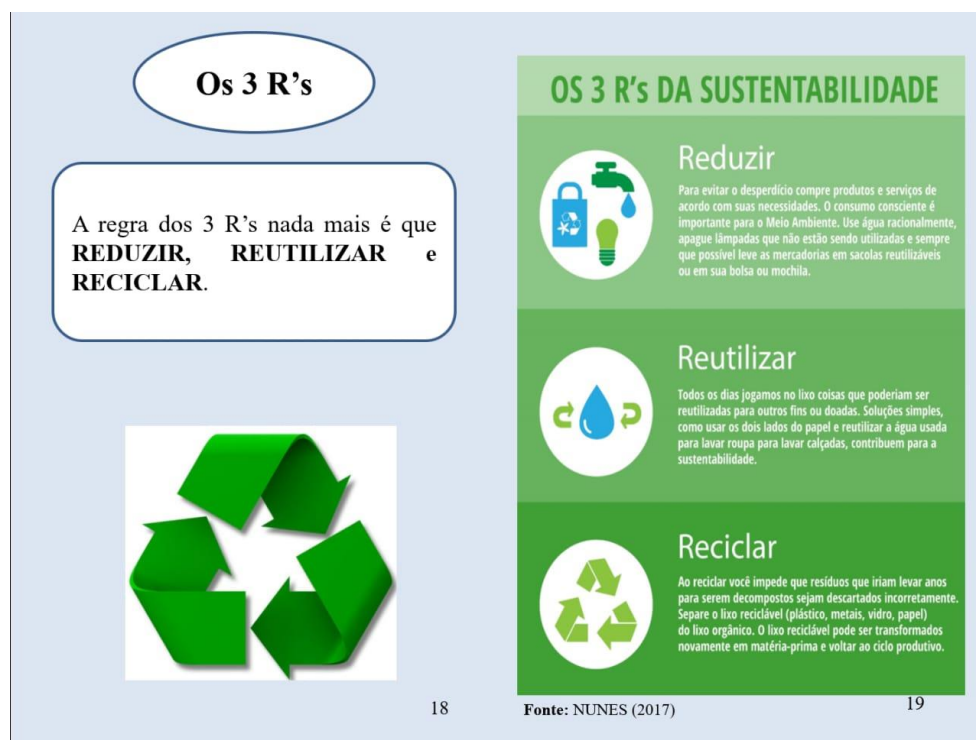 Os 3 R’s
A regra dos 3 R’s nada mais é que
REDUZIR, REUTILIZAR e
RECICLAR.
18
OS 3 R’s DA SUSTENTABILIDADE
Reduzir
Para evitar o desperdício compre produtos e serviços de
acordo com suas necessidades. O consumo consciente é
importante para o Meio Ambiente. Use água racionalmente,
apague lâmpadas que não estão sendo utilizadas e sempre
que possível leve as mercadorias em sacolas reutilizáveis
ou em sua bolsa ou mochila.
Reutilizar
Todos os dias jogamos no lixo coisas que poderiam ser
reutilizadas para outros fins ou doadas. Soluções simples,
como usar os dois lados do papel e reutilizar a água usada
para lavar roupa para lavar calçadas, contribuem para a
sustentabilidade.
Reciclar
Ao reciclar você impede que resíduos que iriam levar anos
para serem decompostos sejam descartados incorretamente.
Separe o lixo reciclável (plástico, metais, vidro, papel)
do lixo orgânico. O lixo reciclável pode ser transformados
novamente em matéria-prima e voltar ao ciclo produtivo.
Fonte: NUNES (2017)
19